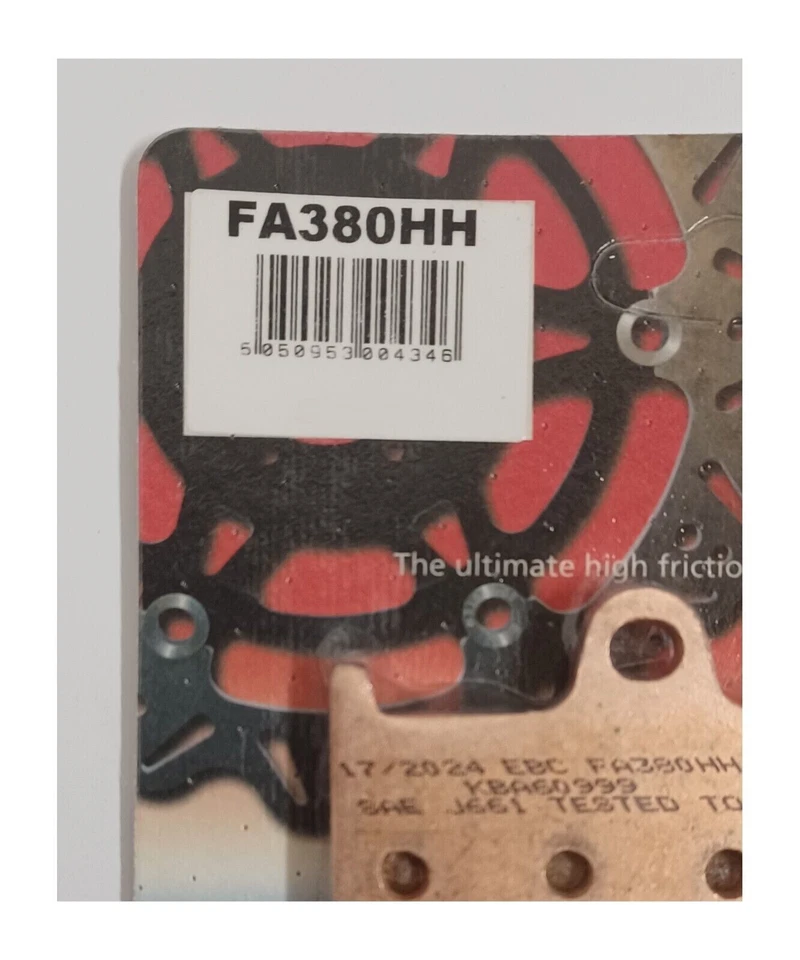 FA380HH
5 050953 004346
The ultimate high frictio
17/2024 EBC FA380HH
KBA60999
SAE J661 TESTED TO